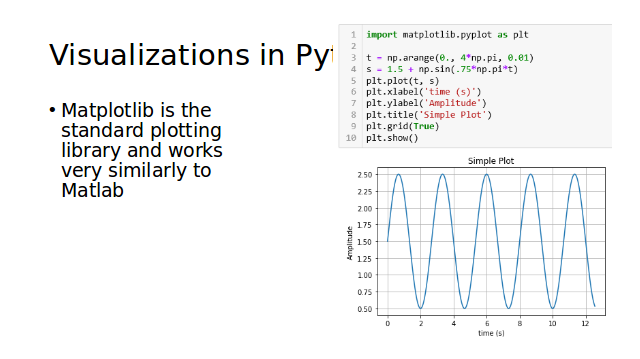 Visualizations in Pyt
• Matplotlib is the
standard plotting
library and works
very similarly to
Matlab
1 import matplotlib.pyplot as plt
2
3 t = np.arange(0., 4*np.pi, 0.01)
4 s = 1.5 + np.sin(.75*np.pi*t)
5 plt.plot(t, s)
6 plt.xlabel('time (s)')
7 plt.ylabel('Amplitude')
8 plt.title('Simple Plot')
9 plt.grid(True)
10 plt.show()
Simple Plot
Amplitude
2.50
2.25
2.00
1.75
1.50
1.25
1.00
0.75
0.50
0 2 4 6 8 10 12
time (s)